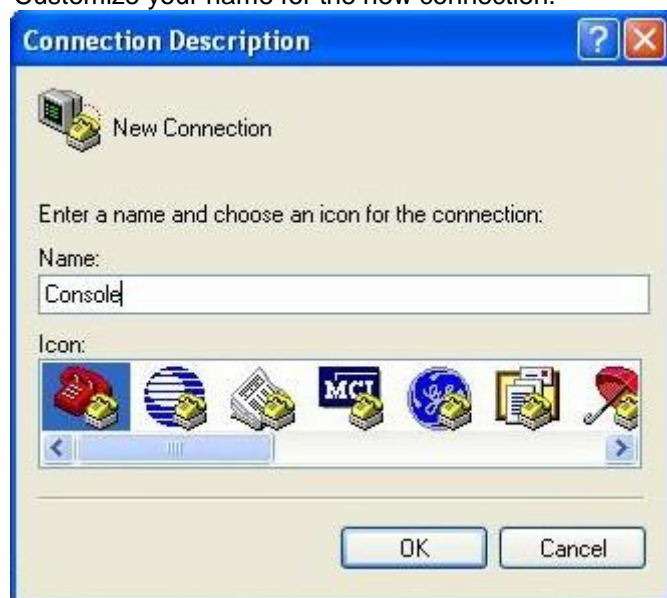 Customize your name for the new connection.
Connection Description
New Connection
Enter a name and choose an icon for the connection:
Name:
Console
Icon:
MCI
OK Cancel